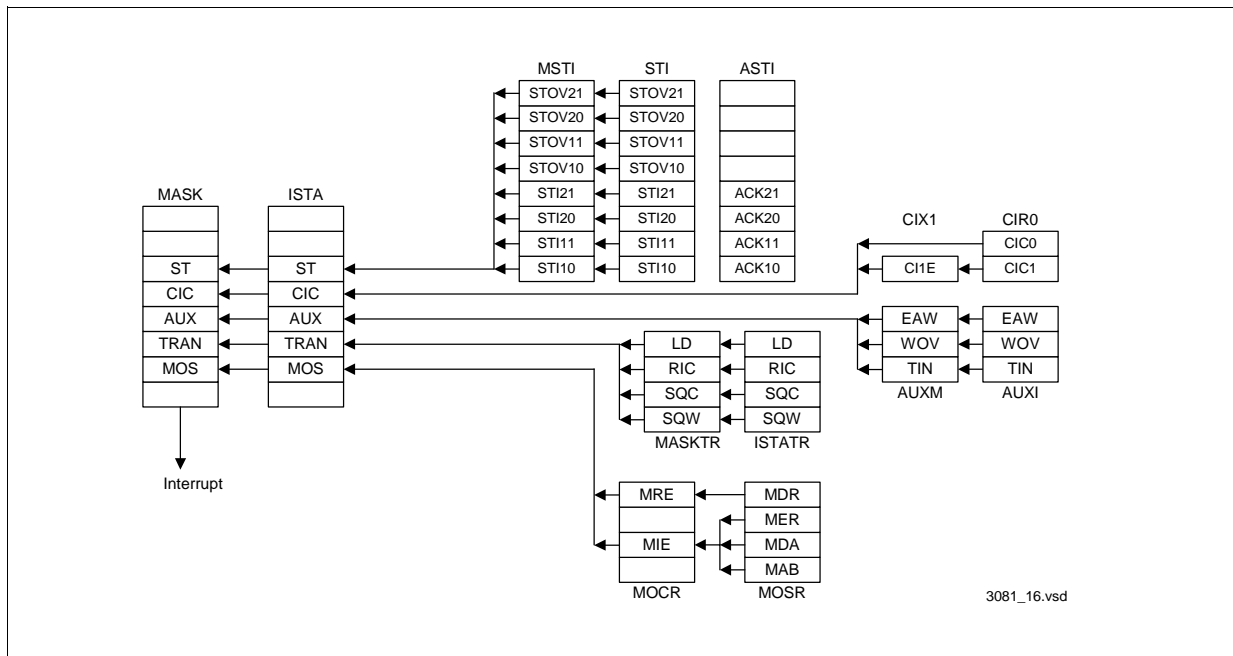 MSTI STI ASTI
STOV21 STOV21
STOV20 STOV20
STOV11 STOV11
STOV10 STOV10
MASK ISTA STI21 STI21 ACK21
STI20 STI20 ACK20 CIX1 CIR0
STI11 STI11 ACK11 CIC0
ST ST STI10 STI10 ACK10 CI1E CIC1
CIC CIC
AUX AUX EAW EAW
TRAN TRAN LD LD WOV WOV
MOS MOS RIC RIC TIN TIN
SQC SQC AUXM AUXI
SQW SQW
MASKTR ISTATR
Interrupt
MRE MDR
MER
MIE MDA
MAB
MOCR MOSR
3081_16.vsd